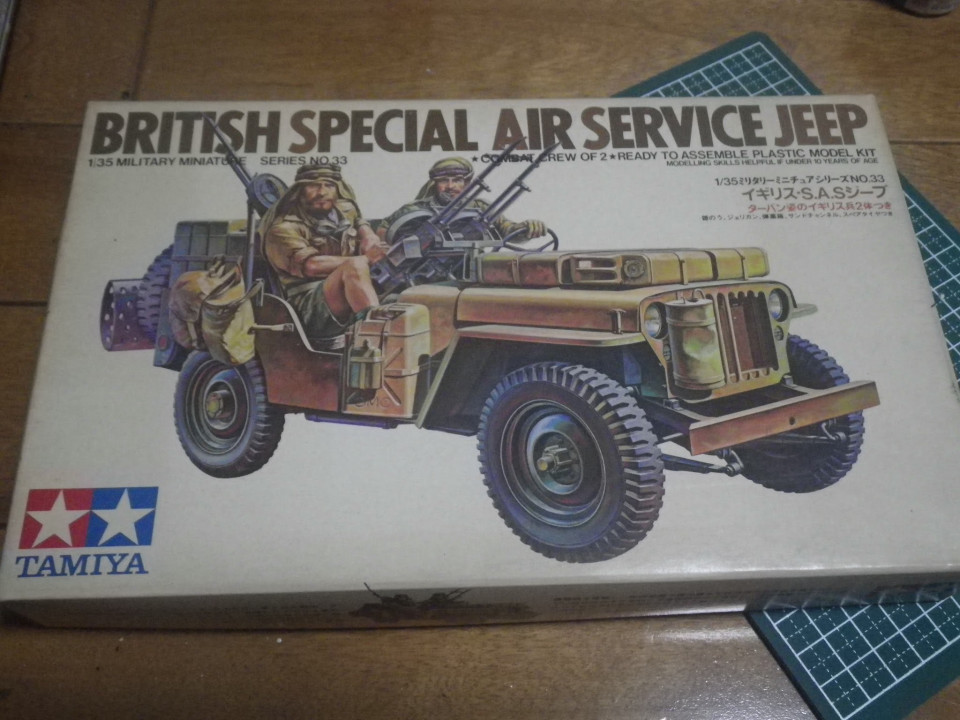 BRITISH SPECIAL AIR SERVICE JEEP
1/35 MILITARY MINIATURE SERIES NO.33 ★COMBAT CREW OF 2★READY TO ASSEMBLE PLASTIC MODEL KIT
MODELLING SKILLS HELPFUL IF UNDER 10 YEARS OF AGE
1/35ミリタリーミニチュアシリーズNO.33
イギリス・S.A.Sジープ
ターバン姿のイギリス兵2体つき
TAMIYA